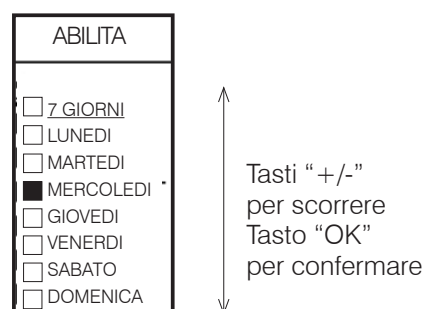 ABILITA
7 GIORNI
LUNEDI
MARTEDI
MERCOLEDI
GIOVEDI
VENERDI
SABATO
DOMENICA
Tasti “+/-”
per scorrere
Tasto “OK”
per confermare